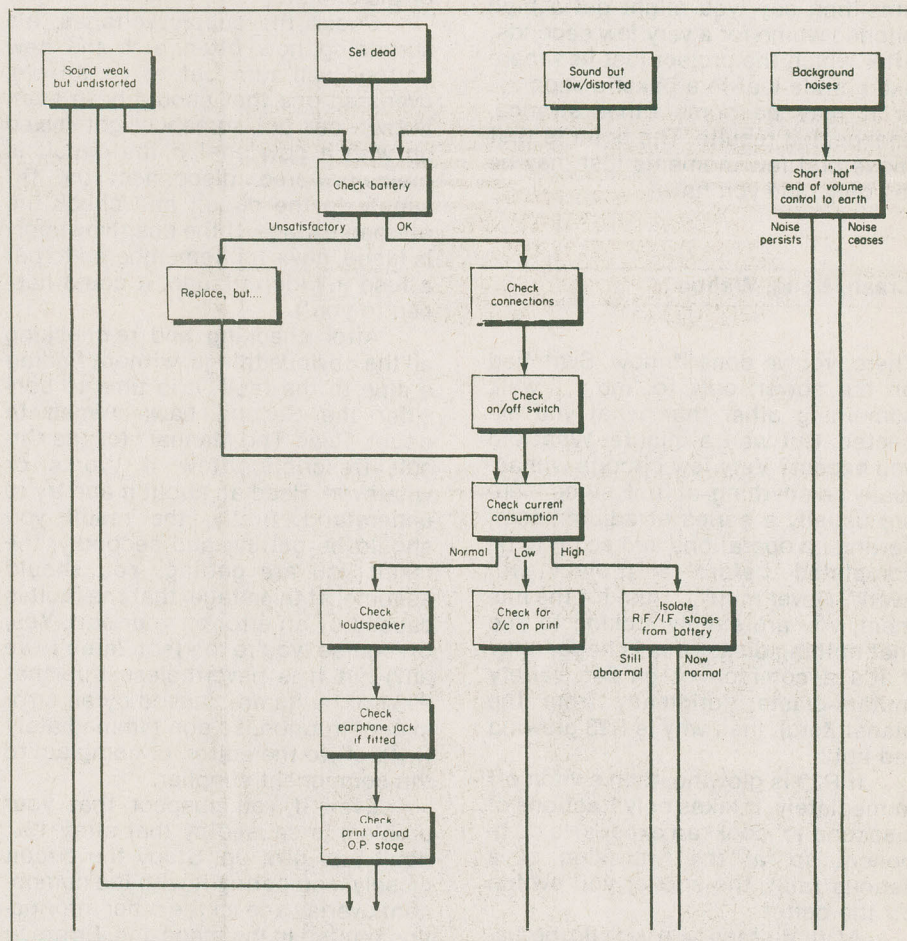 Sound weak
but undistorted
Set dead
Sound but
low/distorted
Background
noises
Check battery
Short "hot"
end of volume
control to earth
Unsatisfactory
OK
Noise
persists
Noise
ceases
Replace, but....
Check
connections
Check
on/off switch
Check current
consumption
Normal
Low
High
Check
loudspeaker
Check for
o/c on print
Isolate
R.F./I.F. stages
from battery
Still
abnormal
Now
normal
Check
earphone jack
if fitted
Check
print around
O.P. stage